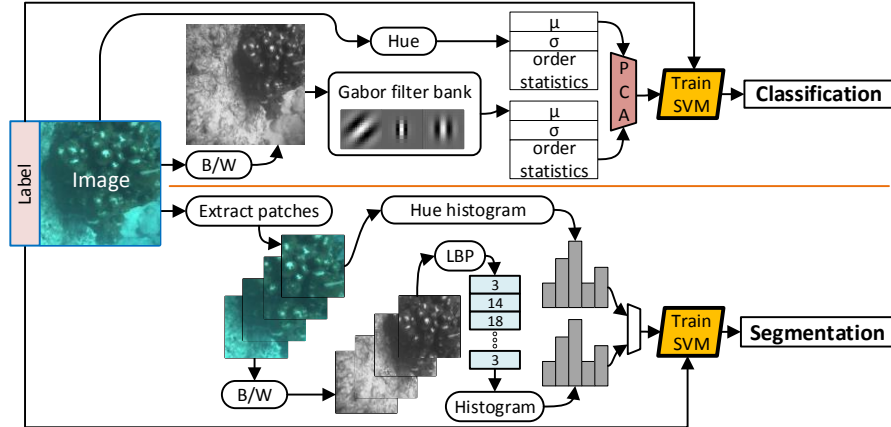 Label
Image
Hue
B/W
Gabor filter bank
μ
σ
order
statistics
μ
σ
order
statistics
P
C
A
Train
SVM
Classification
Extract patches
Hue histogram
B/W
LBP
3
14
18
3
Histogram
Train
SVM
Segmentation